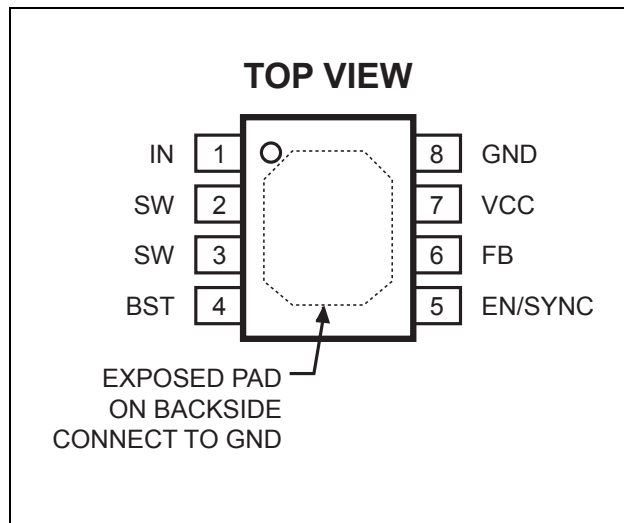 TOP VIEW
IN 1 8 GND
SW 2 7 VCC
SW 3 6 FB
BST 4 5 EN/SYNC
EXPOSED PAD
ON BACKSIDE
CONNECT TO GND